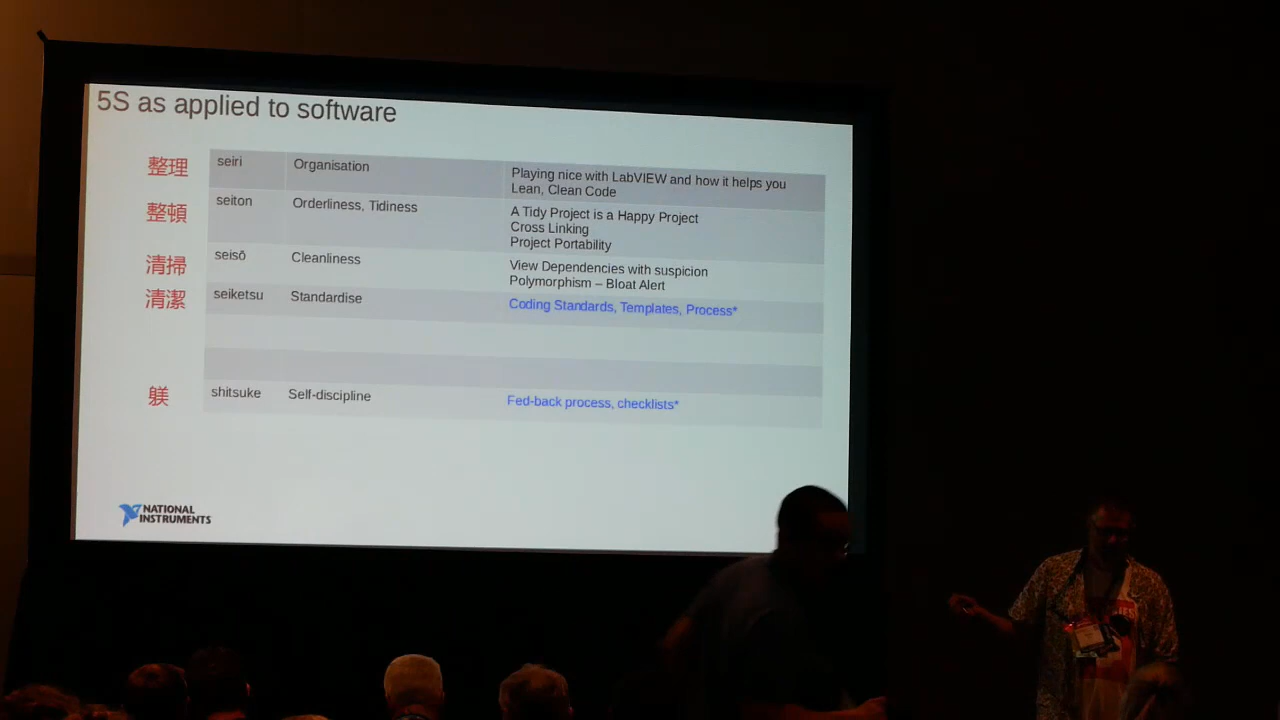 5S as applied to software
整理 seiri Organisation Playing nice with LabVIEW and how it helps you
Lean, Clean Code
整頓 seiton Orderliness, Tidiness A Tidy Project is a Happy Project
Cross Linking
Project Portability
清掃 seisō Cleanliness View Dependencies with suspicion
Polymorphism – Bloat Alert
清潔 seiketsu Standardise Coding Standards, Templates, Process*
躾 shitsuke Self-discipline Fed-back process, checklists*
NATIONAL
INSTRUMENTS